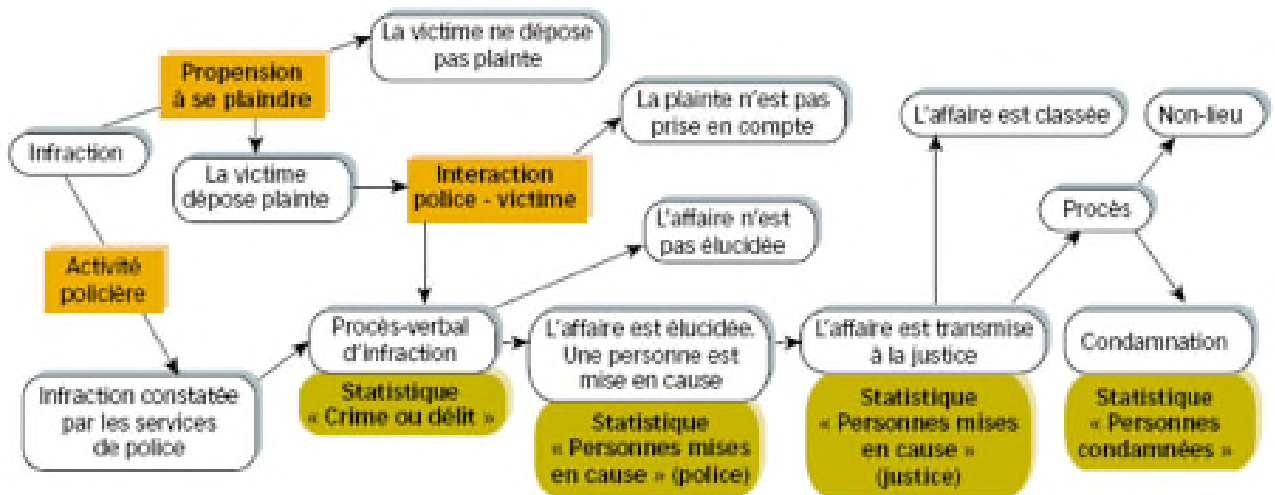 La victime ne dépose
pas plainte
Propension
à se plaindre
La plainte n'est pas
prise en compte
L'affaire est classée
Non-lieu
Infraction
La victime
dépose plainte
Interaction
police - victime
Procès
L'affaire n'est
pas élucidée
Activité
policière
Procès-verbal
d'infraction
L'affaire est élucidée.
Une personne est
mise en cause
L'affaire est transmise
à la justice
Condamnation
Infraction constatée
par les services
de police
Statistique
« Crime ou délit »
Statistique
« Personnes mises
en cause » (police)
Statistique
« Personnes mises
en cause »
(justice)
Statistique
« Personnes
condamnées »